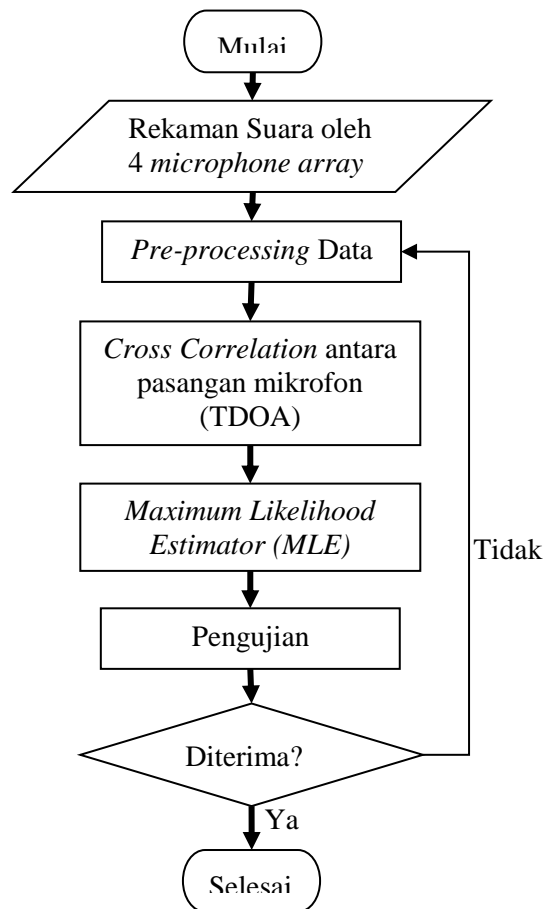 Mulai
Rekaman Suara oleh
4 microphone array
Pre-processing Data
Cross Correlation antara
pasangan mikrofon
(TDOA)
Maximum Likelihood
Estimator (MLE)
Tidak
Pengujian
Diterima?
Ya
Selesai